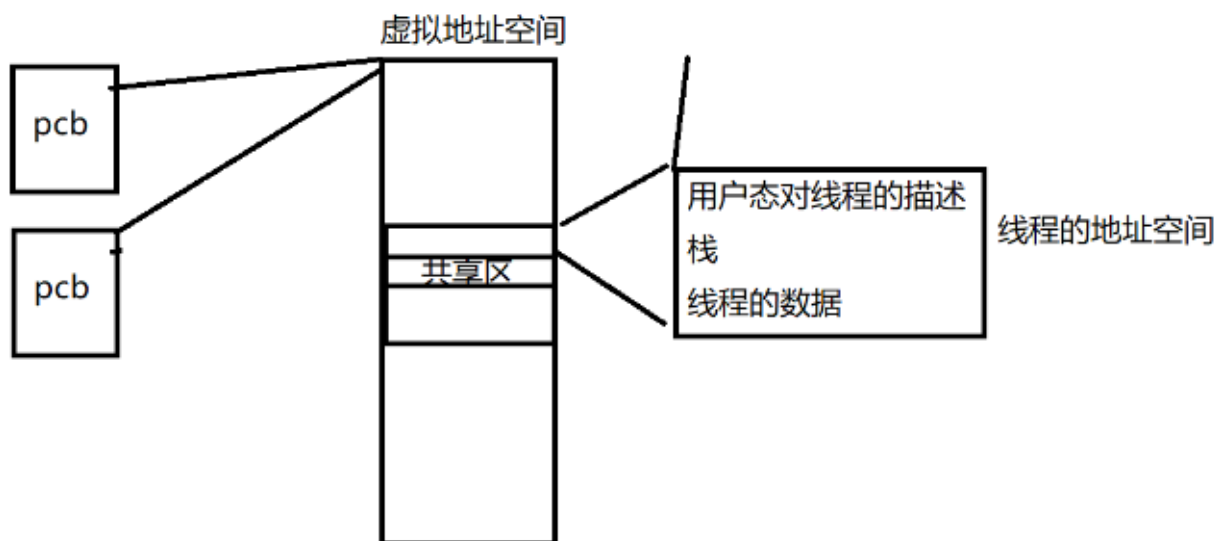 虚拟地址空间
pcb
pcb
共享区
用户态对线程的描述
栈
线程的数据
线程的地址空间